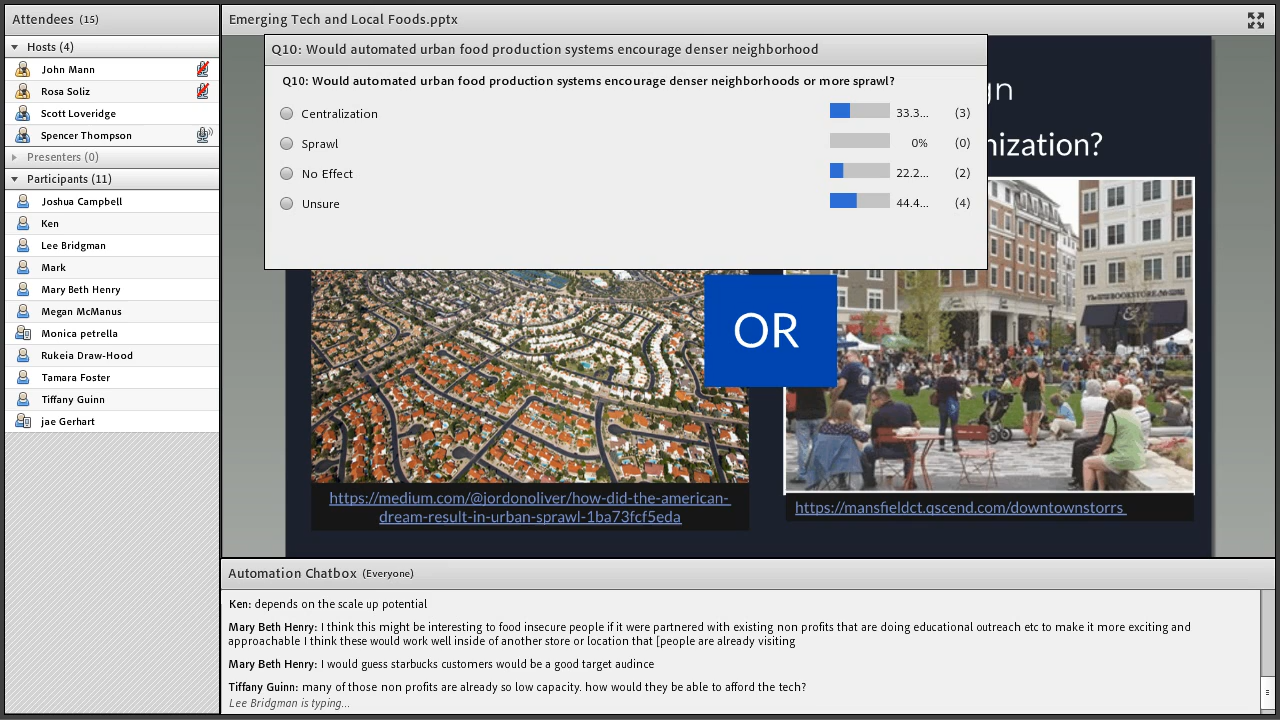 Attendees (15)
Hosts (4)
John Mann
Rosa Soliz
Scott Loveridge
Spencer Thompson
Presenters (0)
Participants (11)
Joshua Campbell
Ken
Lee Bridgman
Mark
Mary Beth Henry
Megan McManus
Monica petrella
Rukeia Draw-Hood
Tamara Foster
Tiffany Guinn
jae Gerhart
Emerging Tech and Local Foods.pptx
Q10: Would automated urban food production systems encourage denser neighborhood
Q10: Would automated urban food production systems encourage denser neighborhoods or more sprawl?
Centralization 33.3... (3)
Sprawl 0% (0)
No Effect 22.2... (2)
Unsure 44.4... (4)
OR
https://medium.com/@jordonoliver/how-did-the-american-
dream-result-in-urban-sprawl-1ba73fcf5eda
https://mansfieldct.qscend.com/downtownstorrs
Automation Chatbox (Everyone)
Ken: depends on the scale up potential
Mary Beth Henry: I think this might be interesting to food insecure people if it were partnered with existing non profits that are doing educational outreach etc to make it more exciting and
approachable I think these would work well inside of another store or location that [people are already visiting
Mary Beth Henry: I would guess starbucks customers would be a good target audince
Tiffany Guinn: many of those non profits are already so low capacity. how would they be able to afford the tech?
Lee Bridgman is typing...